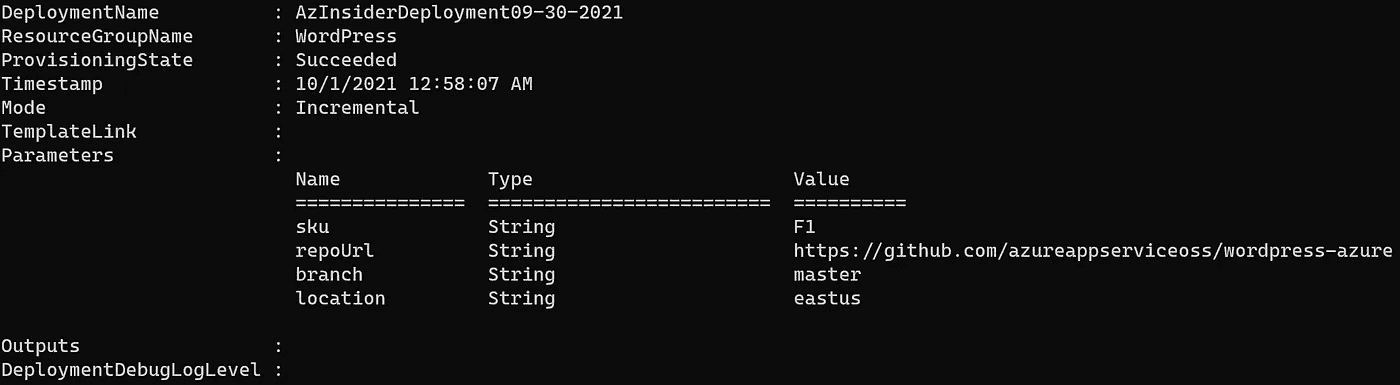 DeploymentName          : AzInsiderDeployment09-30-2021
ResourceGroupName       : WordPress
ProvisioningState       : Succeeded
Timestamp               : 10/1/2021 12:58:07 AM
Mode                    : Incremental
TemplateLink            :
Parameters              :
                          Name             Type                       Value
                          ===============  =========================  ==========
                          sku              String                     F1
                          repoUrl          String                     https://github.com/azureappserviceoss/wordpress-azure
                          branch           String                     master
                          location         String                     eastus
Outputs                 :
DeploymentDebugLogLevel :